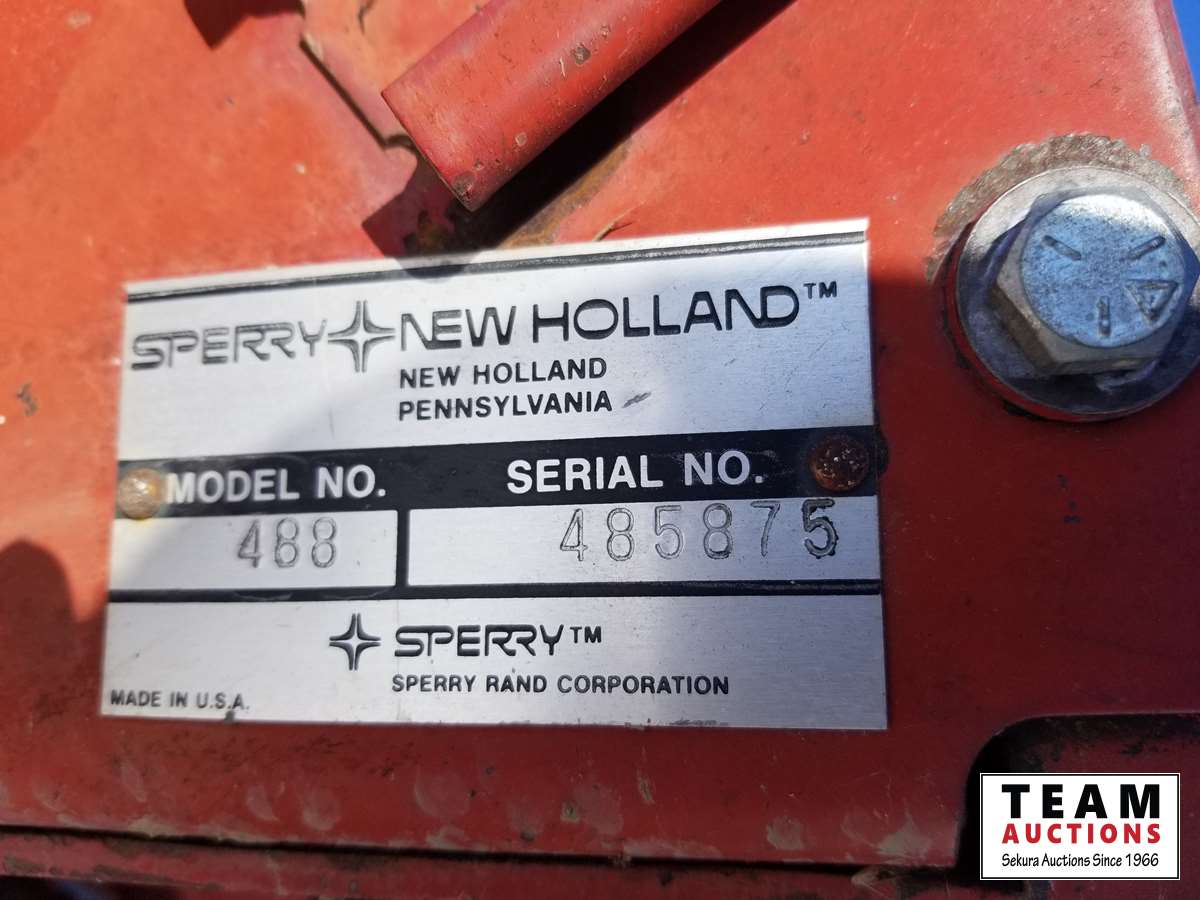 SPERRY NEW HOLLAND™
NEW HOLLAND
PENNSYLVANIA
MODEL NO. SERIAL NO.
488 485875
SPERRY™
SPERRY RAND CORPORATION
MADE IN U.S.A.
TEAM
AUCTIONS
Sekura Auctions Since 1966